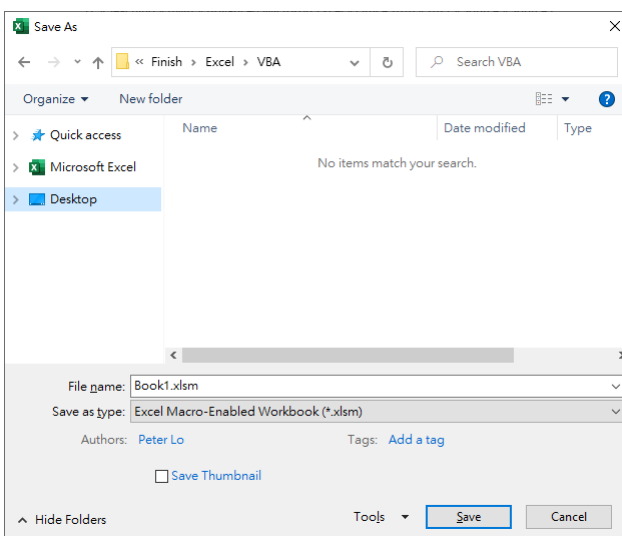 Save As
« Finish › Excel › VBA
Search VBA
Organize
New folder
Name
Date modified
Type
Quick access
Microsoft Excel
Desktop
No items match your search.
File name: Book1.xlsm
Save as type: Excel Macro-Enabled Workbook (*.xlsm)
Authors: Peter Lo
Tags: Add a tag
Save Thumbnail
Hide Folders
Tools
Save
Cancel